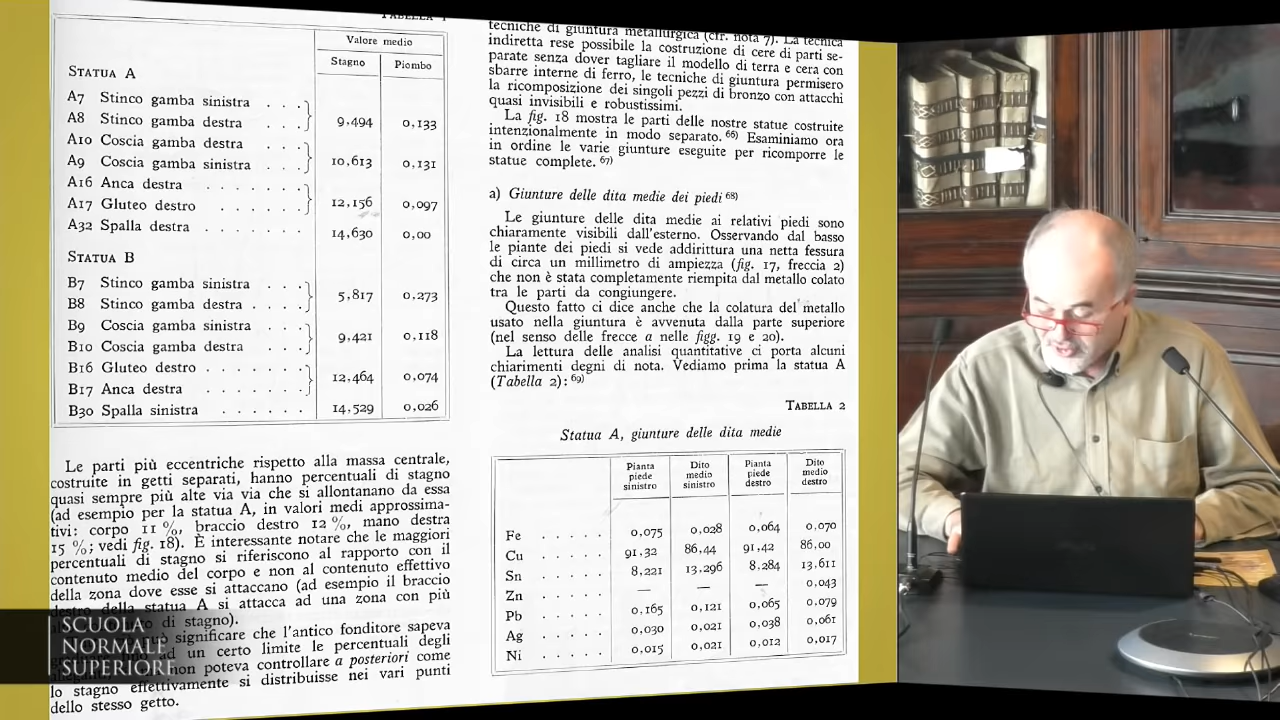 TABELLA 1
Valore medio
Stagno Piombo
STATUA A
A7 Stinco gamba sinistra . . .
A8 Stinco gamba destra . . . 9,494 0,133
A10 Coscia gamba destra
A9 Coscia gamba sinistra . . . 10,613 0,131
A16 Anca destra . . . . . .
A17 Gluteo destro . . . . . . 12,156 0,097
A32 Spalla destra . . . . . . 14,630 0,00
STATUA B
B7 Stinco gamba sinistra . . .
B8 Stinco gamba destra . . . . 5,817 0,273
B9 Coscia gamba sinistra . . .
B10 Coscia gamba destra . . . 9,421 0,118
B16 Gluteo destro . . . . . .
B17 Anca destra . . . . . . 12,464 0,074
B30 Spalla sinistra . . . . . . 14,529 0,026
Le parti più eccentriche rispetto alla massa centrale,
costruite in getti separati, hanno percentuali di stagno
quasi sempre più alte via via che si allontanano da essa
(ad esempio per la statua A, in valori medi approssima-
tivi: corpo 11 %, braccio destro 12 %, mano destra
15 %; vedi fig. 18). È interessante notare che le maggiori
percentuali di stagno si riferiscono al rapporto con il
contenuto medio del corpo e non al contenuto effettivo
della zona dove esse si attaccano (ad esempio il braccio
destro della statua A si attacca ad una zona con più
di stagno).
significare che l'antico fonditore sapeva
ad un certo limite le percentuali degli
non poteva controllare a posteriori come
lo stagno effettivamente si distribuisse nei vari punti
dello stesso getto.
tecniche di giuntura metallurgica (cfr. nota 7). La tecnica
indiretta rese possibile la costruzione di cere di parti se-
parate senza dover tagliare il modello di terra e cera con
sbarre interne di ferro, le tecniche di giuntura permisero
la ricomposizione dei singoli pezzi di bronzo con attacchi
quasi invisibili e robustissimi.
La fig. 18 mostra le parti delle nostre statue costruite
intenzionalmente in modo separato. 66) Esaminiamo ora
in ordine le varie giunture eseguite per ricomporre le
statue complete. 67)
a) Giunture delle dita medie dei piedi 68)
Le giunture delle dita medie ai relativi piedi sono
chiaramente visibili dall'esterno. Osservando dal basso
le piante dei piedi si vede addirittura una netta fessura
di circa un millimetro di ampiezza (fig. 17, freccia 2)
che non è stata completamente riempita dal metallo colato
tra le parti da congiungere.
Questo fatto ci dice anche che la colatura del metallo
usato nella giuntura è avvenuta dalla parte superiore
(nel senso delle frecce a nelle figg. 19 e 20).
La lettura delle analisi quantitative ci porta alcuni
chiarimenti degni di nota. Vediamo prima la statua A
(Tabella 2): 69)
TABELLA 2
Statua A, giunture delle dita medie
Pianta piede sinistro Dito medio sinistro Pianta piede destro Dito medio destro
Fe . . . . . 0,075 0,028 0,064 0,070
Cu . . . . . 91,32 86,44 91,42 86,00
Sn . . . . . 8,221 13,296 8,284 13,611
Zn . . . . . — — — 0,043
Pb . . . . . 0,165 0,121 0,065 0,079
Ag . . . . . 0,030 0,021 0,038 0,061
Ni . . . . . 0,015 0,021 0,012 0,017
SCUOLA
NORMALE
SUPERIORE